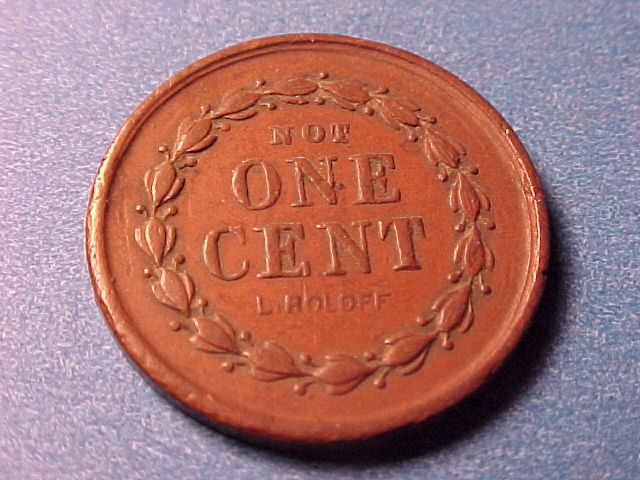 NOT
ONE
CENT
L. ROLOFF